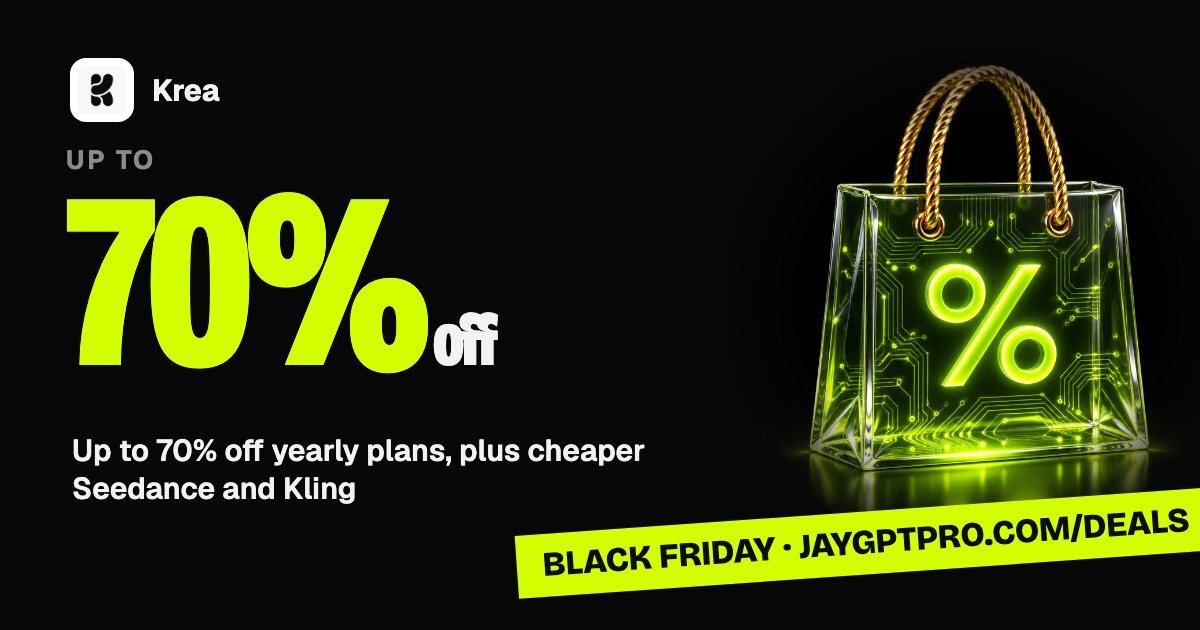 Krea
UP TO
70% off
Up to 70% off yearly plans, plus cheaper
Seedance and Kling
%
BLACK FRIDAY · JAYGPTPRO.COM/DEALS